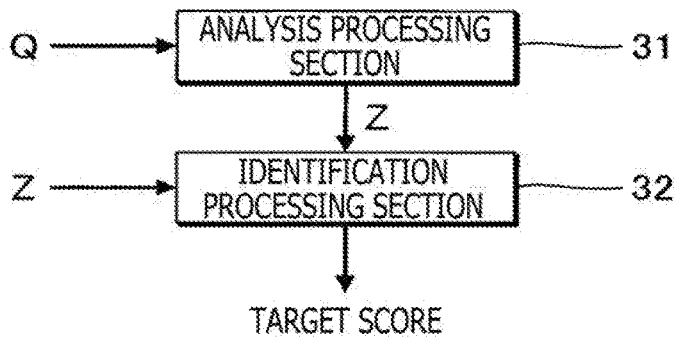 Q
ANALYSIS PROCESSING
SECTION
31
Z
Z
IDENTIFICATION
PROCESSING SECTION
32
TARGET SCORE